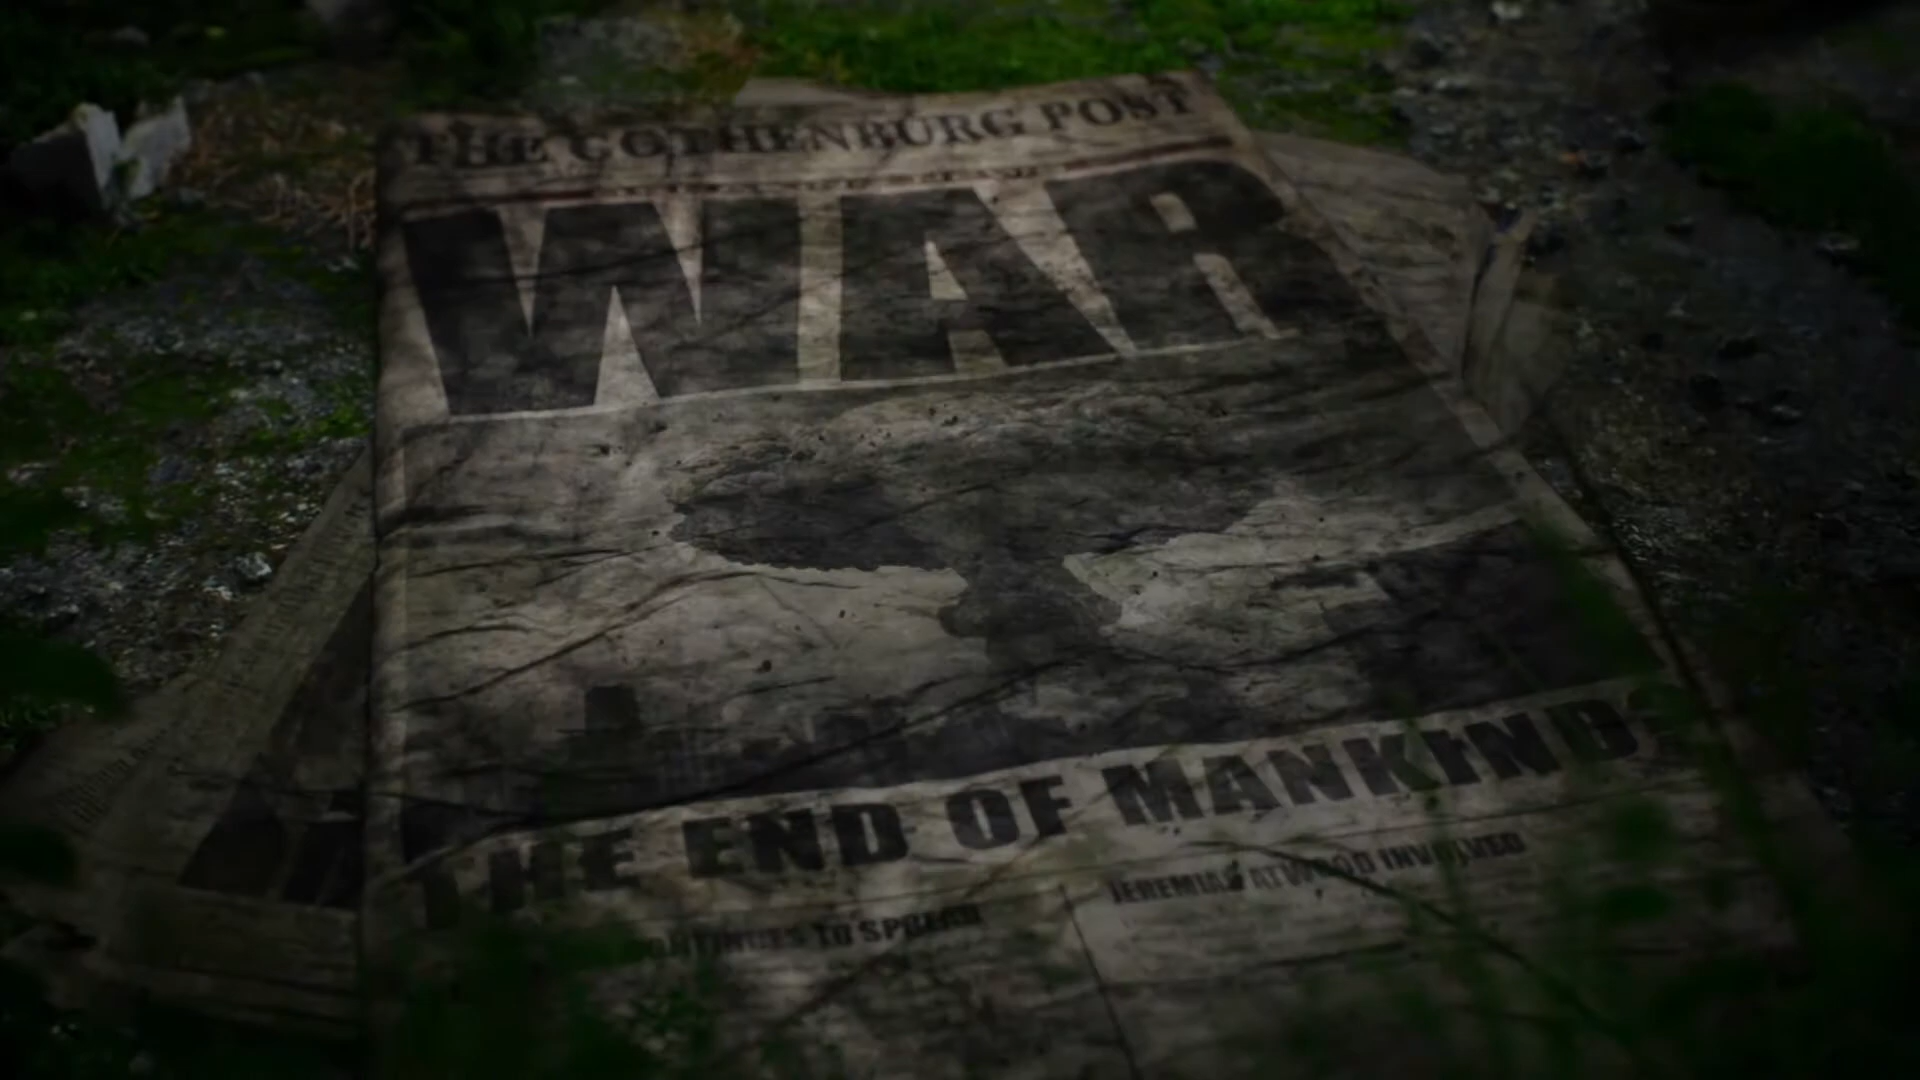 THE GOTHENBURG POST
WAR
THE END OF MANKIND?
CONTINUES TO SPREAD
JEREMIAH ATWOOD INVOLVED